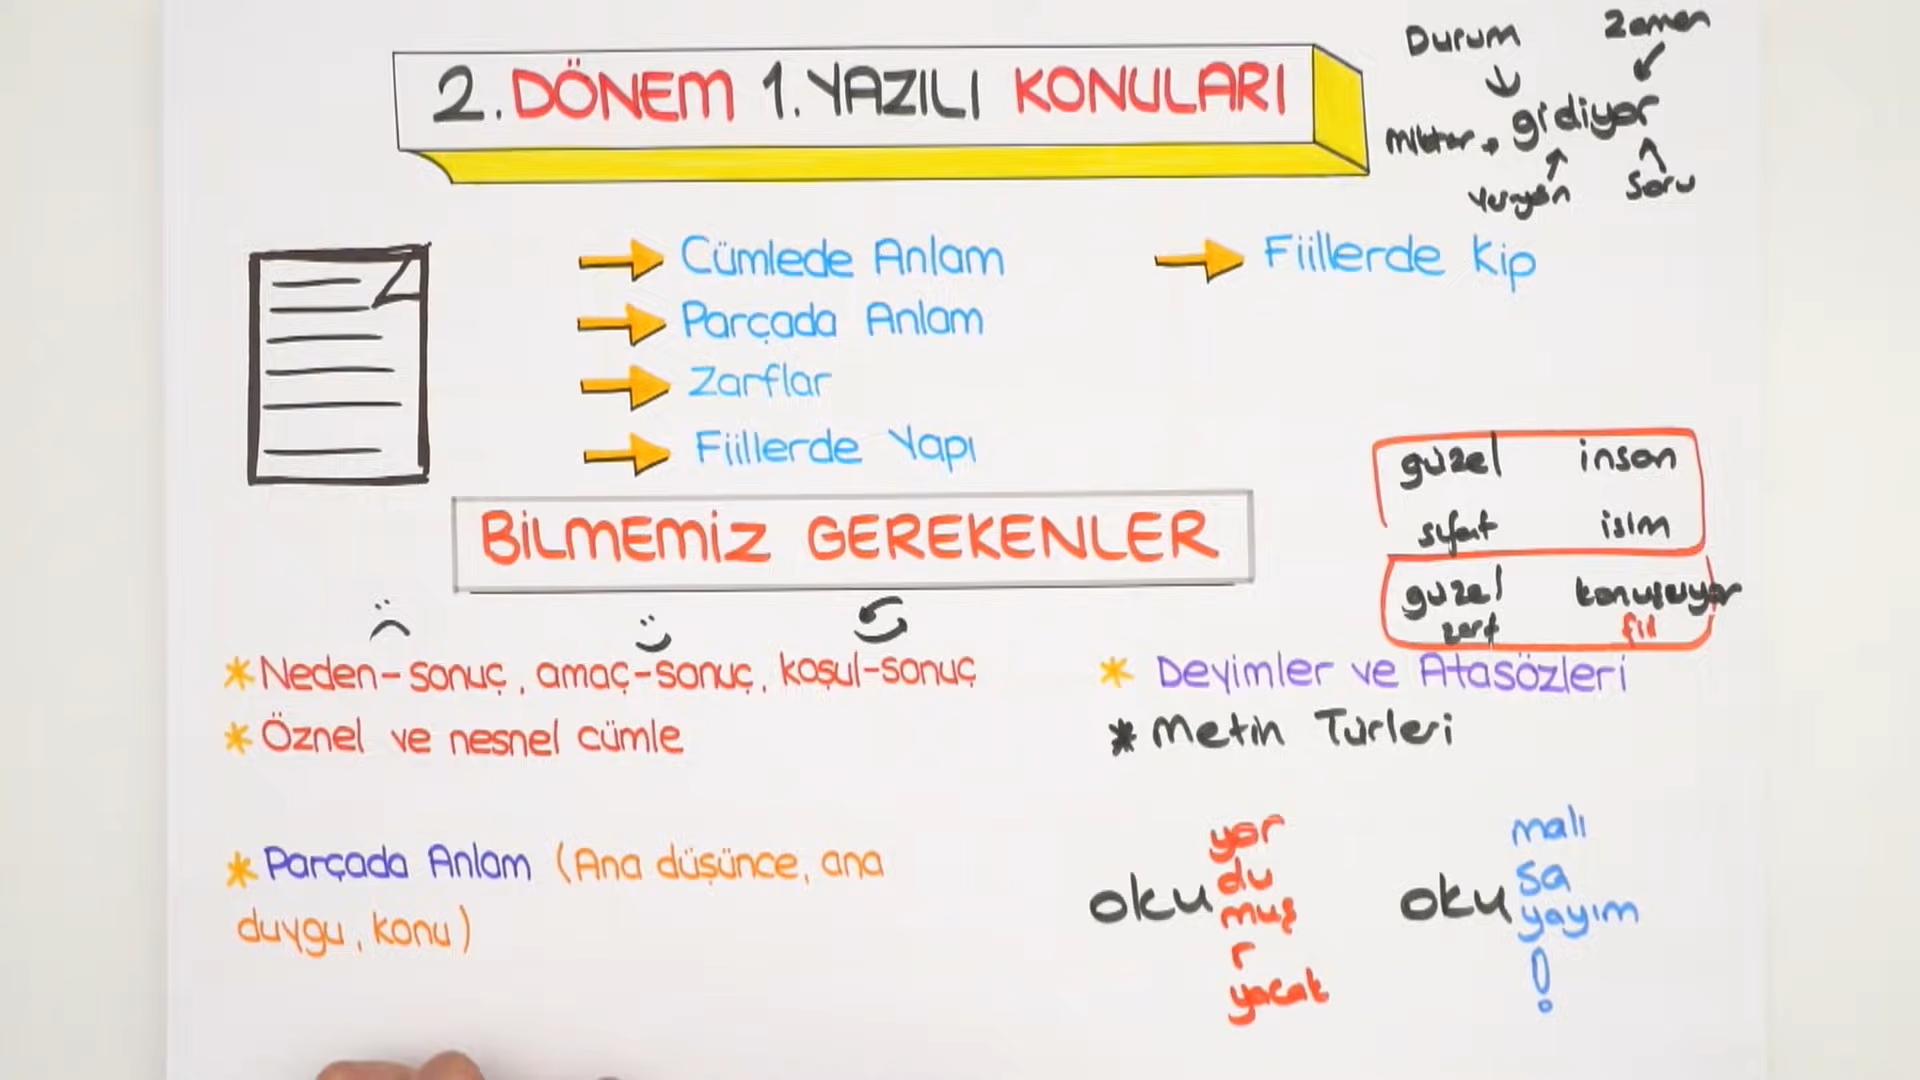 2. DÖNEM 1. YAZILI KONULARI
Durum
Zaman
Miktar
gidiyor
Yer-yön
Soru
Cümlede Anlam
Parçada Anlam
Zarflar
Fiillerde Yapı
Fiillerde Kip
BİLMEMİZ GEREKENLER
güzel insan
sıfat isim
güzel konuşuyor
zarf fiil
* Neden-sonuç, amaç-sonuç, koşul-sonuç
* Öznel ve nesnel cümle
* Parçada Anlam (Ana düşünce, ana
duygu, konu)
* Deyimler ve Atasözleri
* Metin Türleri
oku
yor
du
muş
r
yacak
oku
malı
sa
yayım
!